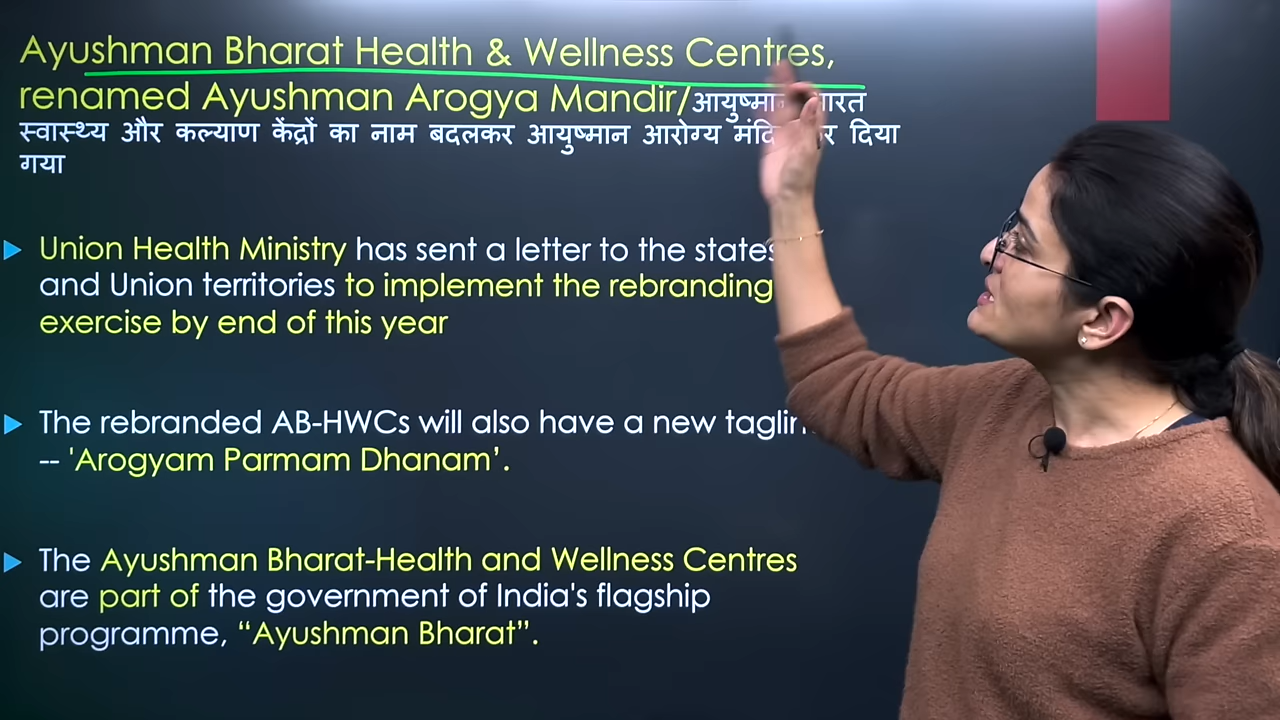 Ayushman Bharat Health & Wellness Centres,
renamed Ayushman Arogya Mandir/आयुष्मान
स्वास्थ्य और कल्याण केंद्रों का नाम बदलकर आयुष्मान आरोग्य दिया
गया
Union Health Ministry has sent a letter to the states
and Union territories to implement the rebranding
exercise by end of this year
The rebranded AB-HWCs will also have a new
-- 'Arogyam Parmam Dhanam'.
The Ayushman Bharat-Health and Wellness Centres
are part of the government of India's flagship
programme, “Ayushman Bharat”.